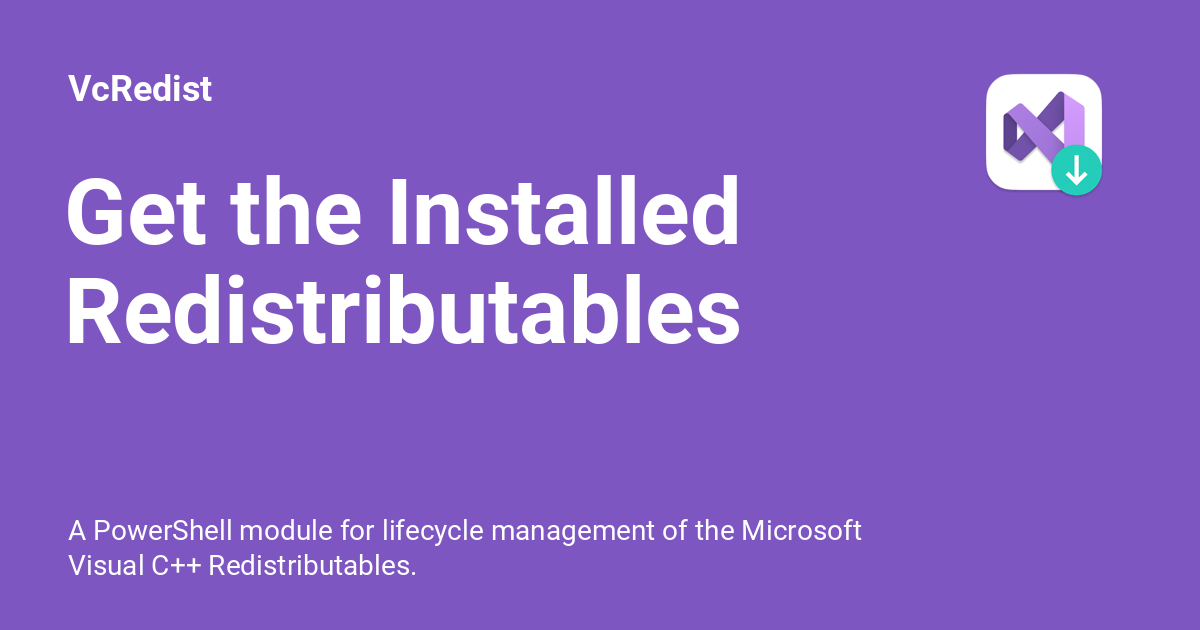 VcRedist
Get the Installed
Redistributables
A PowerShell module for lifecycle management of the Microsoft
Visual C++ Redistributables.